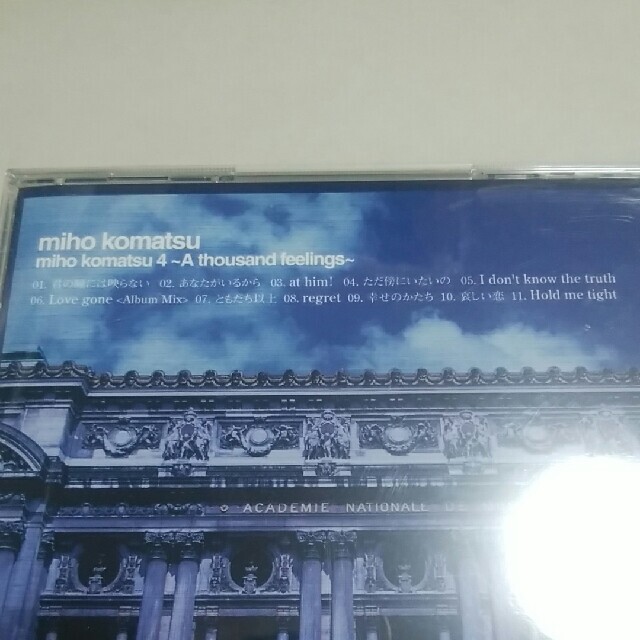 miho komatsu
miho komatsu 4 ~A thousand feelings~
01. 君の瞳には映らない 02. あなたがいるから 03. at him! 04. ただ傍にいたいの 05. I don't know the truth
06. Love gone <Album Mix> 07. ともだち以上 08. regret 09. 幸せのかたち 10. 哀しい恋 11. Hold me tight
ACADEMIE NATIONALE DE